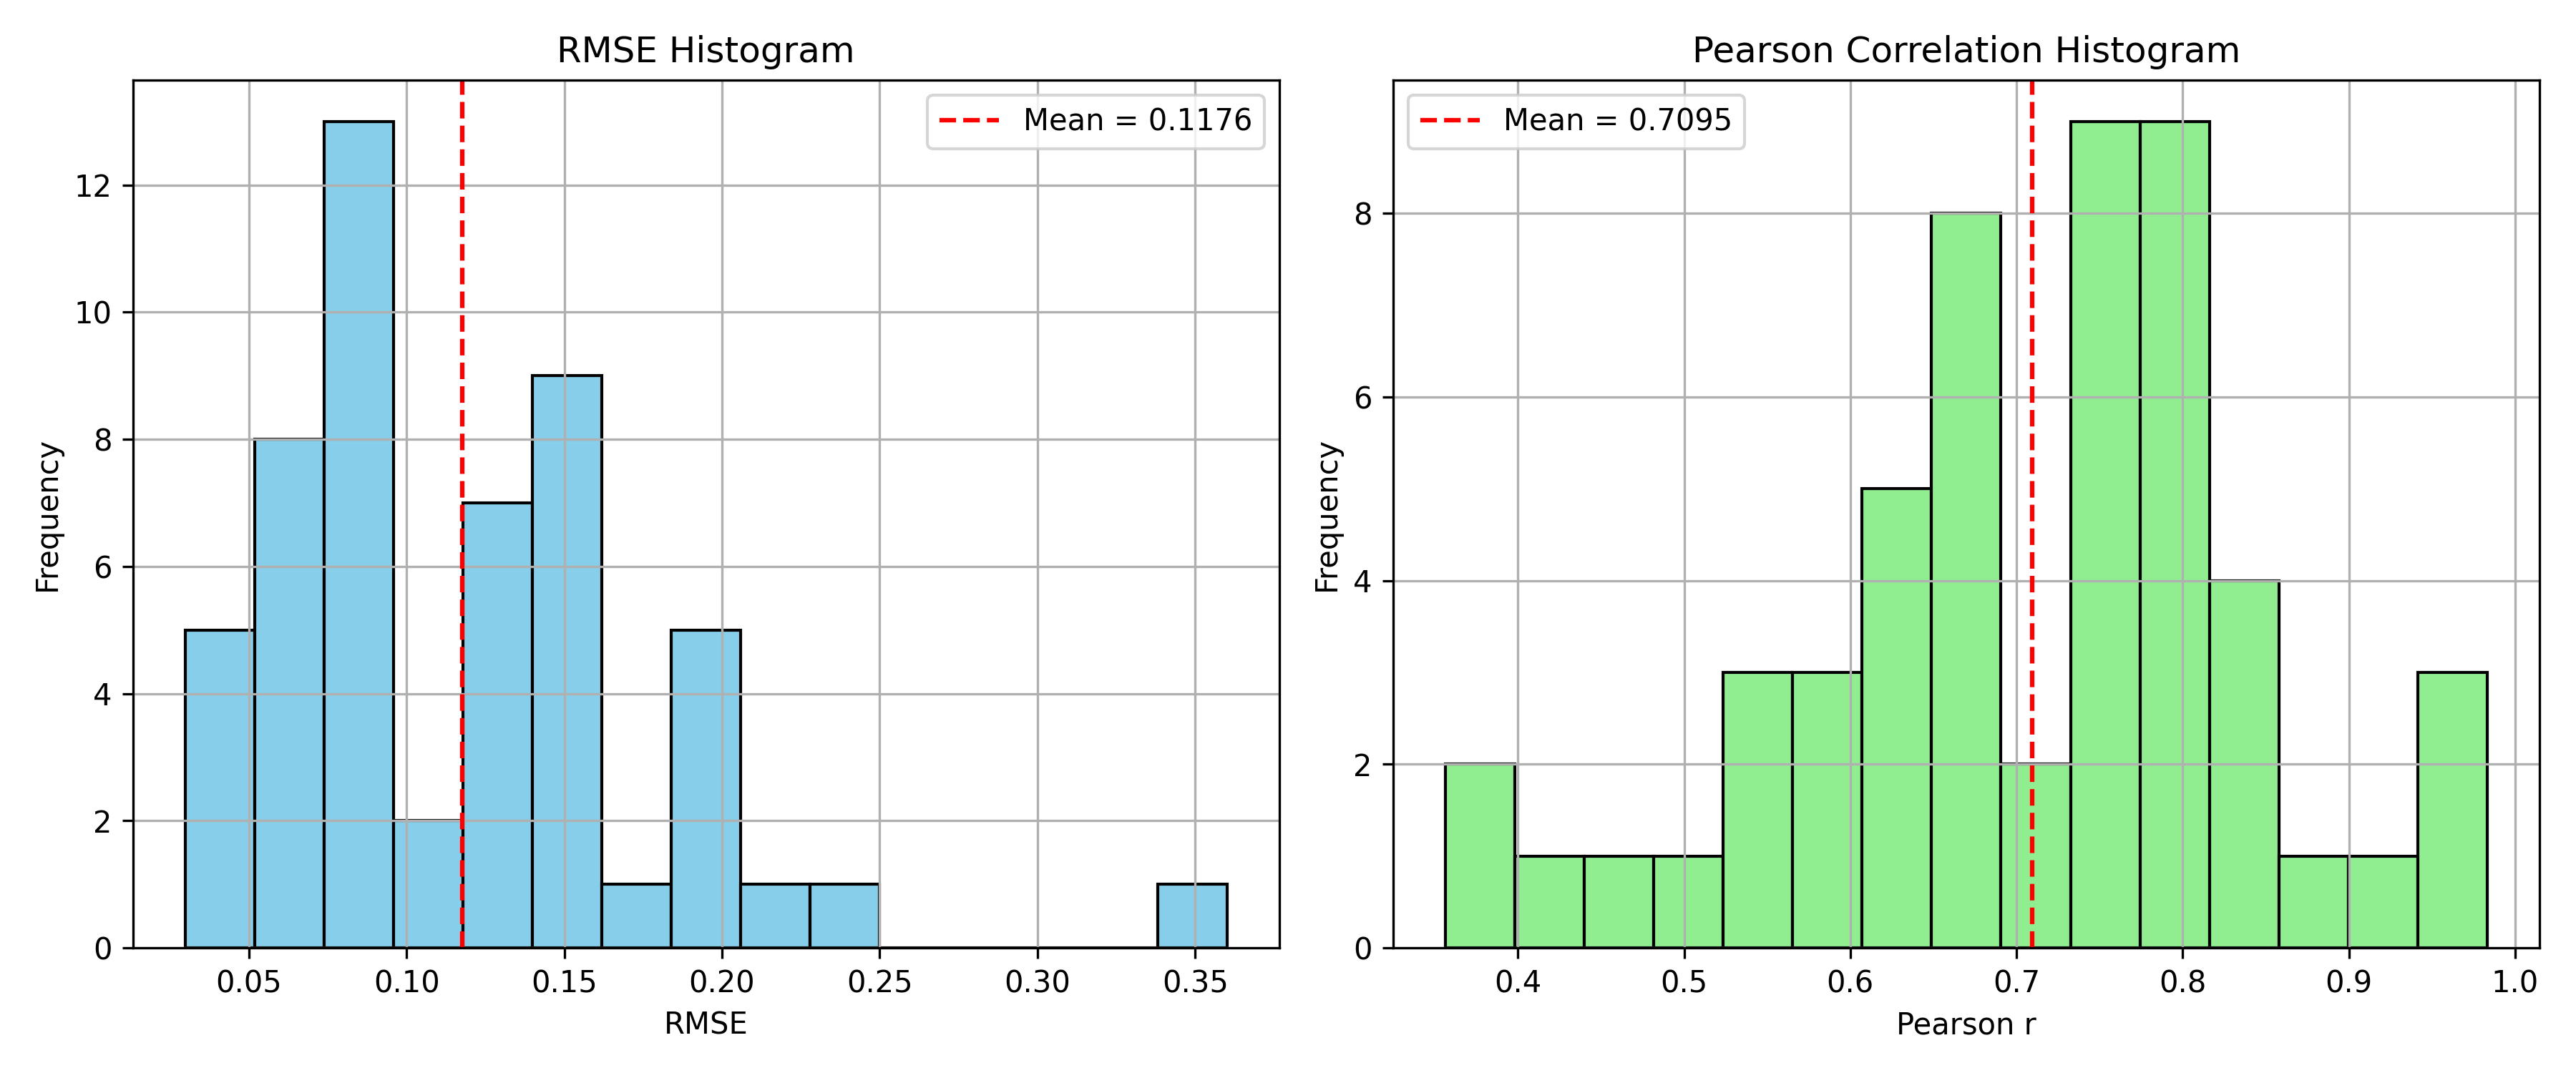 RMSE Histogram
Mean = 0.1176
Frequency
12
10
8
6
4
2
0
0.05 0.10 0.15 0.20 0.25 0.30 0.35
RMSE
Pearson Correlation Histogram
Mean = 0.7095
Frequency
8
6
4
2
0
0.4 0.5 0.6 0.7 0.8 0.9 1.0
Pearson r